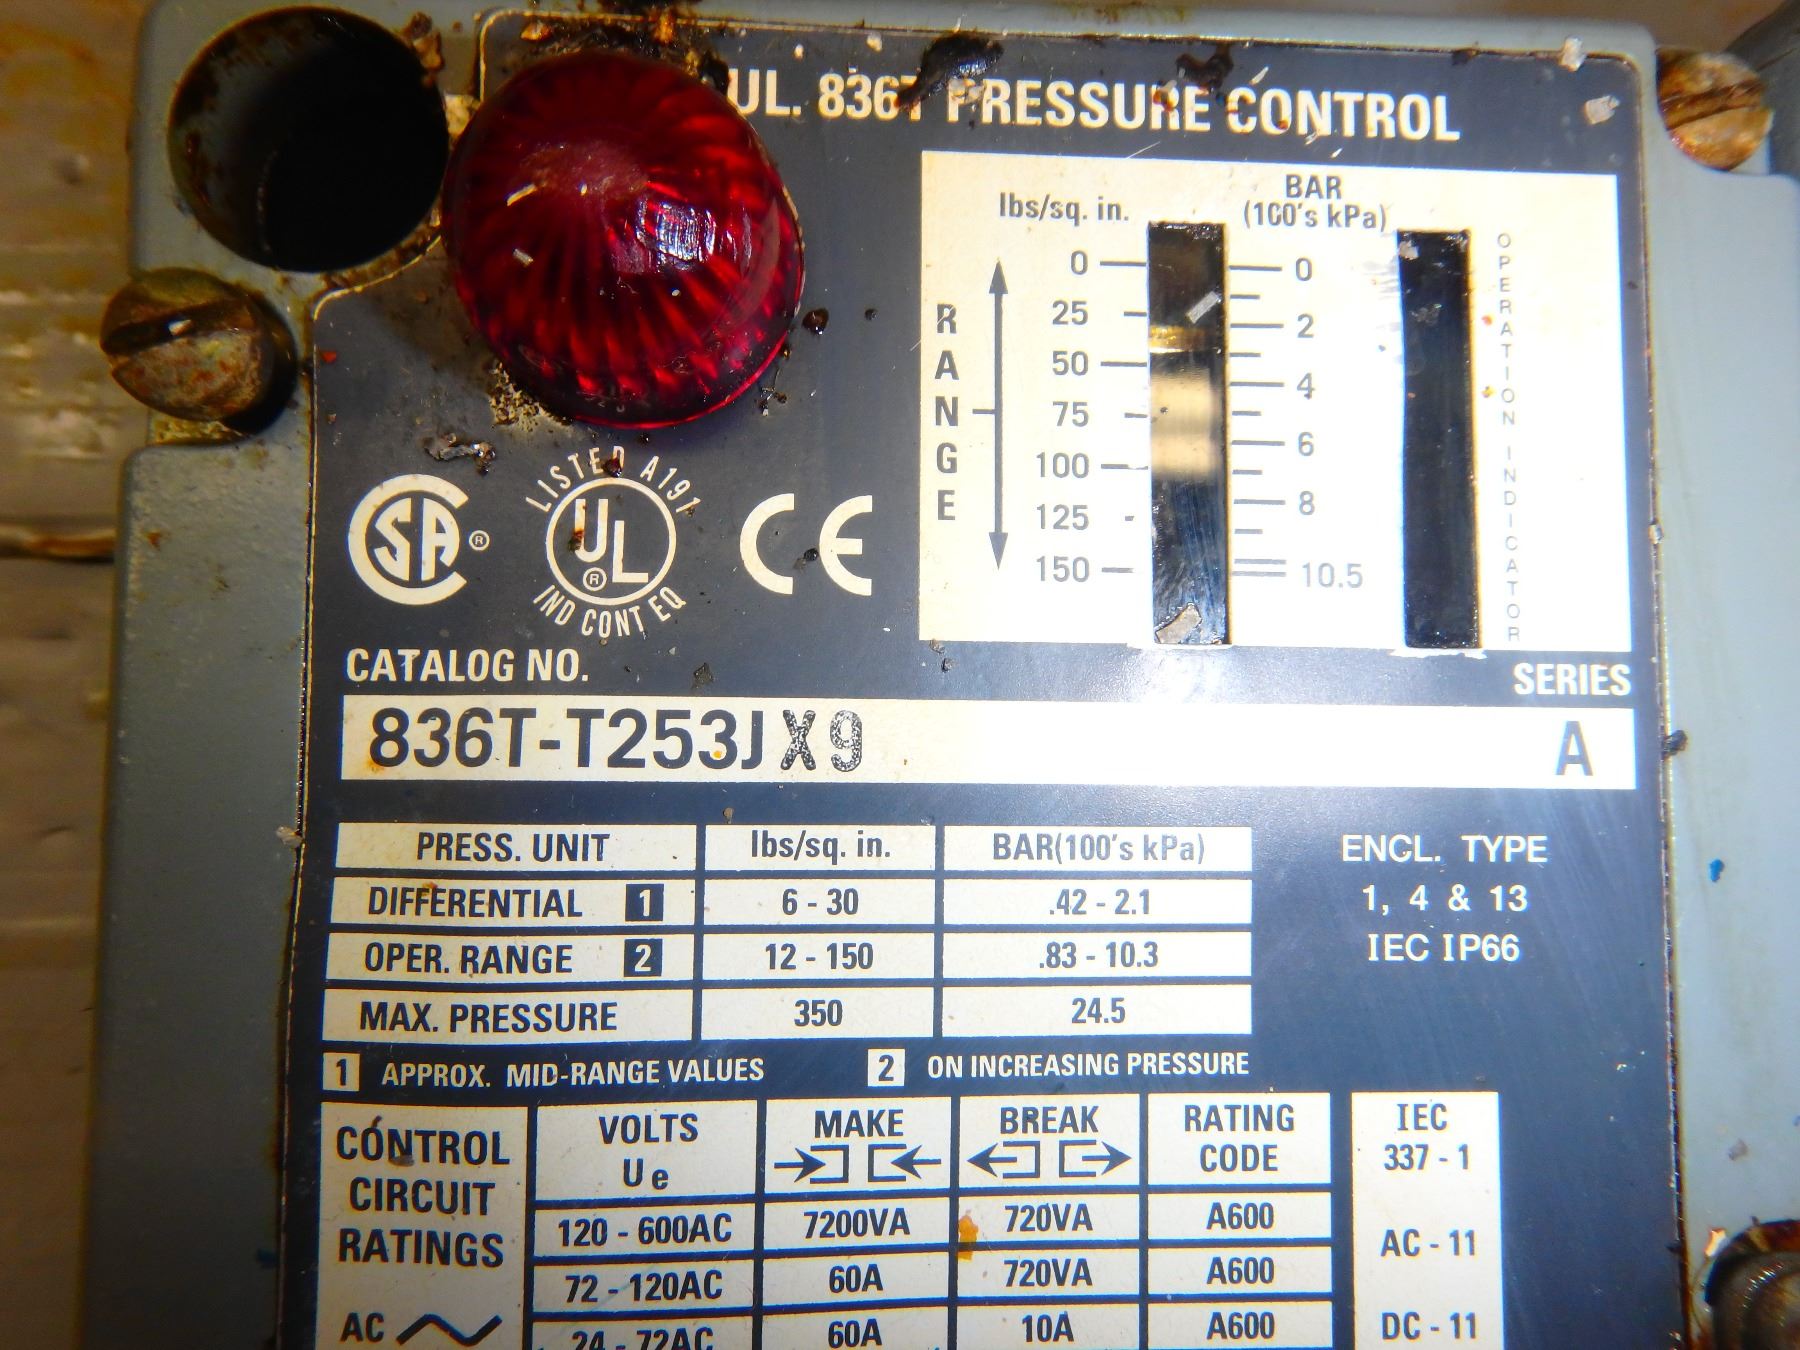 UL. 836T PRESSURE CONTROL
lbs/sq. in.
BAR
(100's kPa)
RANGE
0
25
50
75
100
125
150
0
2
4
6
8
10.5
OPERATION INDICATOR
SA ®
LISTED A191
UL ®
IND CONT EQ
CE
CATALOG NO.
SERIES
836T-T253JX9 A
PRESS. UNIT lbs/sq. in. BAR(100's kPa)
DIFFERENTIAL 1 6 - 30 .42 - 2.1
OPER. RANGE 2 12 - 150 .83 - 10.3
MAX. PRESSURE 350 24.5
ENCL. TYPE
1, 4 & 13
IEC IP66
1 APPROX. MID-RANGE VALUES 2 ON INCREASING PRESSURE
CONTROL
CIRCUIT
RATINGS
AC
VOLTS
Ue
MAKE
BREAK
RATING
CODE
IEC
337 - 1
120 - 600AC 7200VA 720VA A600
AC - 11
72 - 120AC 60A 720VA A600
24 - 72AC 60A 10A A600
DC - 11